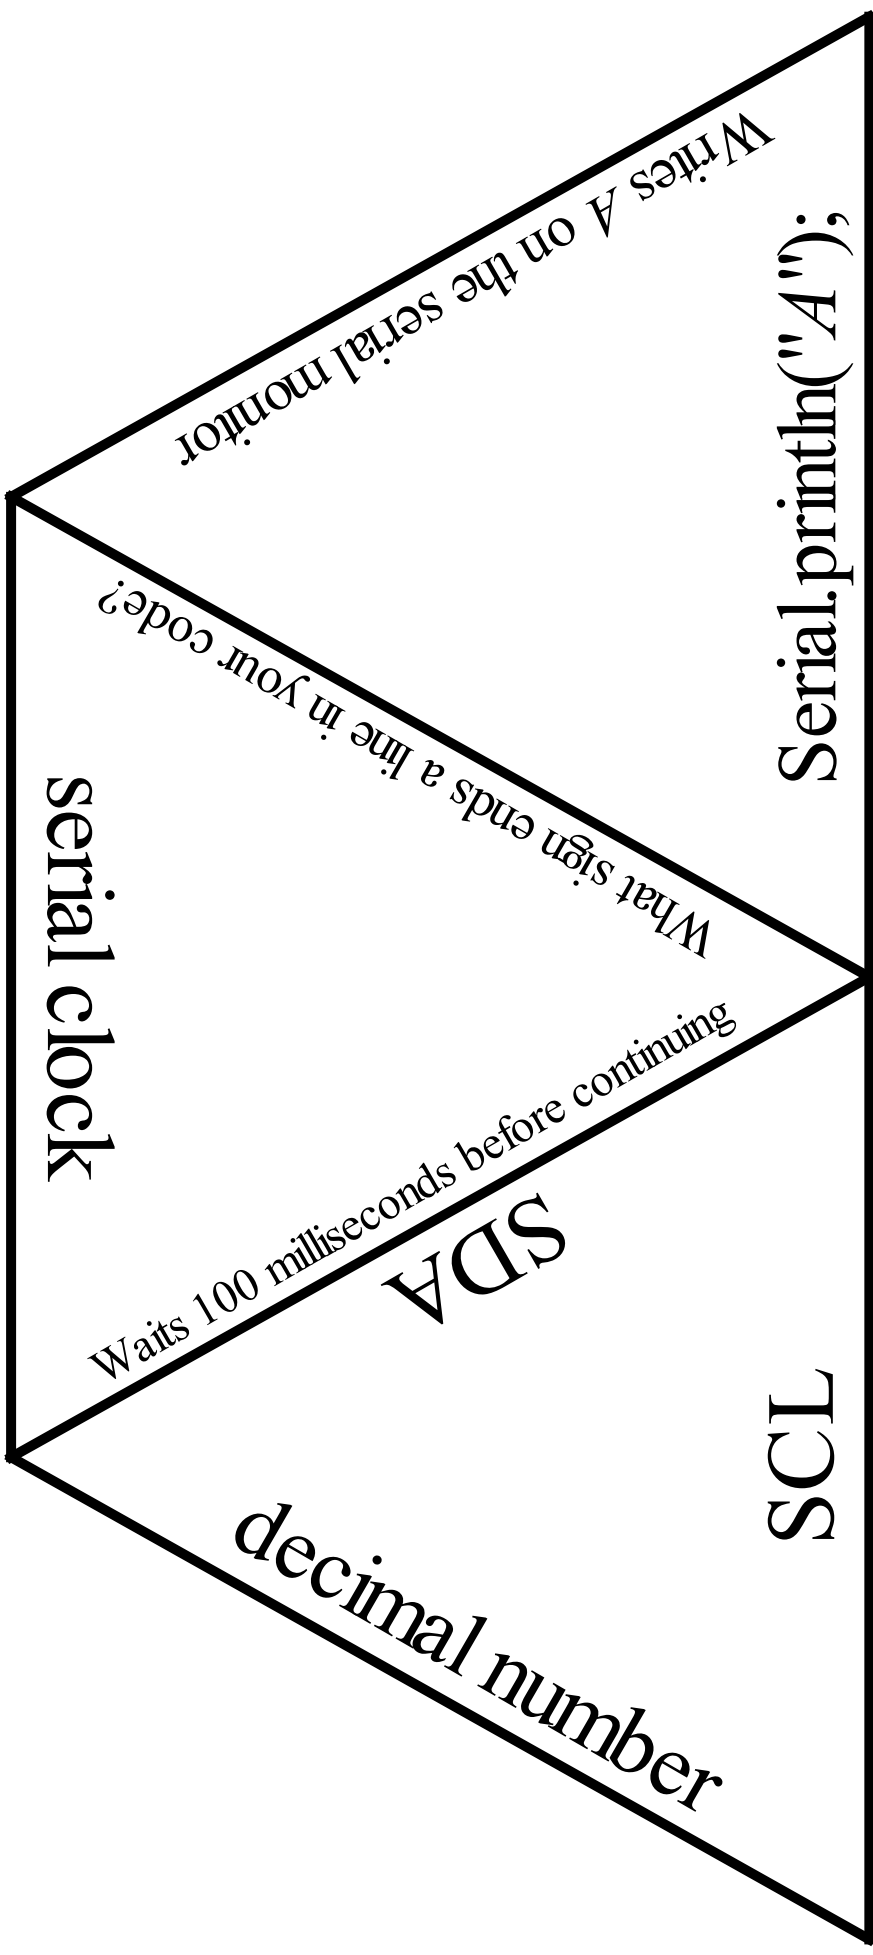 Writes A on the serial monitor
Serial.println("A");
What sign ends a line in your code?
serial clock
Waits 100 milliseconds before continuing
SDA
SCL
decimal number